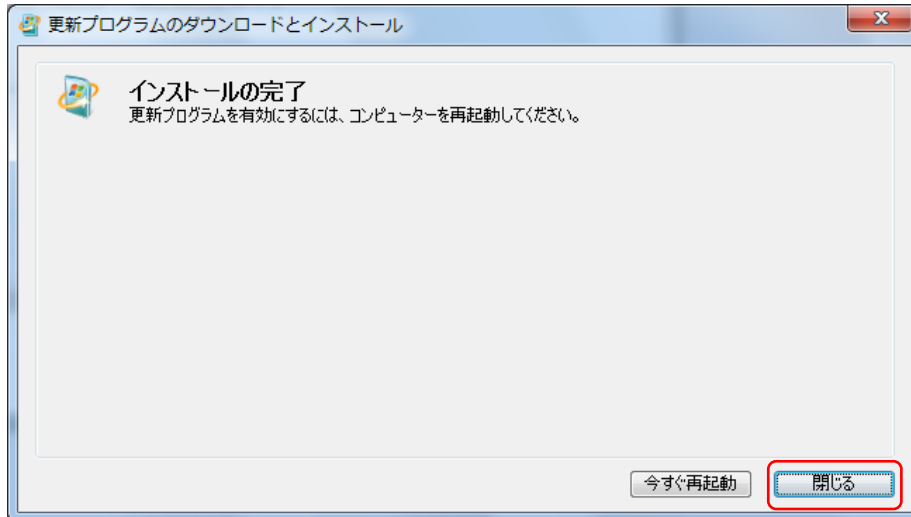 更新プログラムのダウンロードとインストール
インストールの完了
更新プログラムを有効にするには、コンピューターを再起動してください。
今すぐ再起動
閉じる